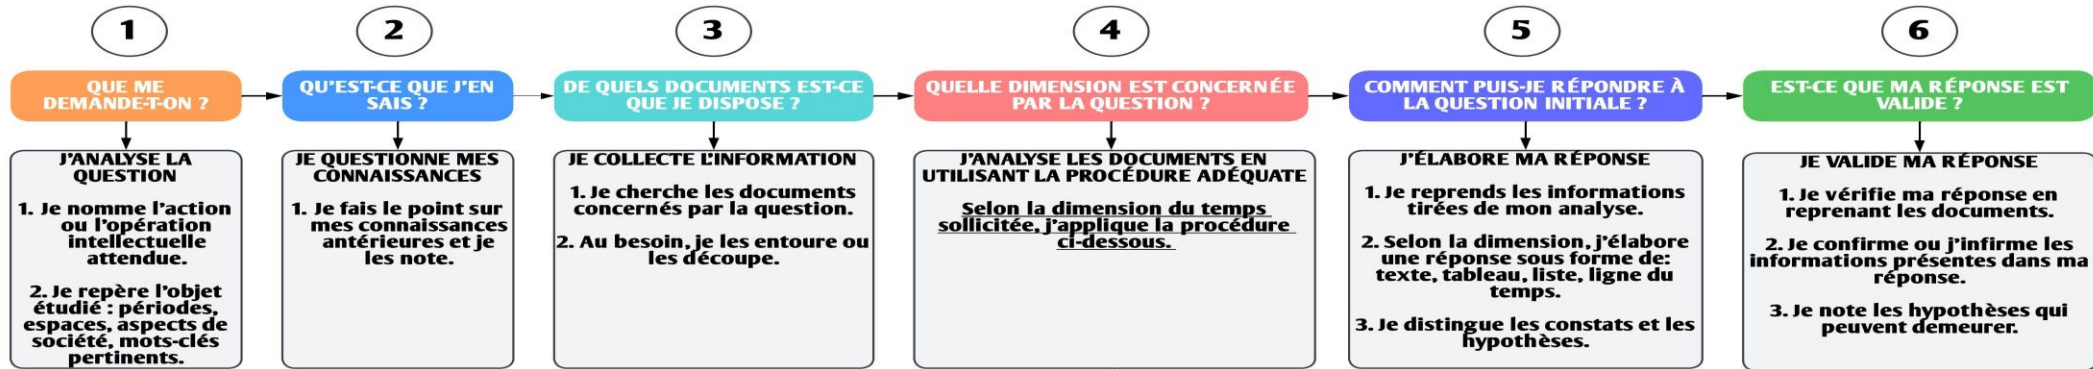 1
2
3
4
5
6
QUE ME
DEMANDE-T-ON ?
QU'EST-CE QUE J'EN
SAIS ?
DE QUELS DOCUMENTS EST-CE
QUE JE DISPOSE ?
QUELLE DIMENSION EST CONCERNÉE
PAR LA QUESTION ?
COMMENT PUIS-JE RÉPONDRE À
LA QUESTION INITIALE ?
EST-CE QUE MA RÉPONSE EST
VALIDE ?
J'ANALYSE LA
QUESTION
1. Je nomme l'action
ou l'opération
intellectuelle
attendue.
2. Je repère l'objet
étudié : périodes,
espaces, aspects de
société, mots-clés
pertinents.
JE QUESTIONNE MES
CONNAISSANCES
1. Je fais le point sur
mes connaissances
antérieures et je
les note.
JE COLLECTE L'INFORMATION
1. Je cherche les documents
concernés par la question.
2. Au besoin, je les entoure ou
les découpe.
J'ANALYSE LES DOCUMENTS EN
UTILISANT LA PROCÉDURE ADÉQUATE
Selon la dimension du temps
sollicitée, j'applique la procédure
ci-dessous.
J'ÉLABORE MA RÉPONSE
1. Je reprends les informations
tirées de mon analyse.
2. Selon la dimension, j'élabore
une réponse sous forme de:
texte, tableau, liste, ligne du
temps.
3. Je distingue les constats et les
hypothèses.
JE VALIDE MA RÉPONSE
1. Je vérifie ma réponse en
reprenant les documents.
2. Je confirme ou j'infirme les
informations présentes dans ma
réponse.
3. Je note les hypothèses qui
peuvent demeurer.